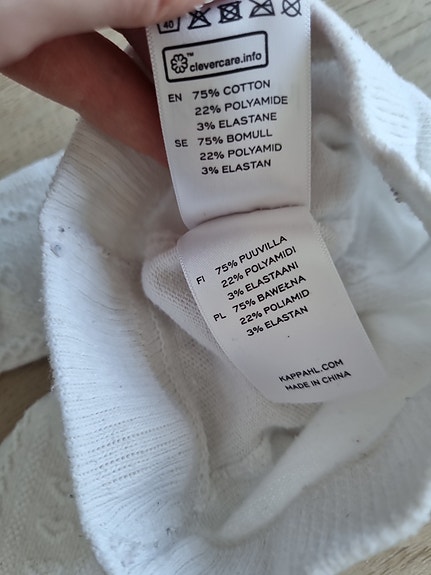 40
clevercare.info
EN 75% COTTON
22% POLYAMIDE
3% ELASTANE
SE 75% BOMULL
22% POLYAMID
3% ELASTAN
FI 75% PUUVILLA
22% POLYAMIDI
3% ELASTAANI
PL 75% BAWEŁNA
22% POLIAMID
3% ELASTAN
KAPPAHL.COM
MADE IN CHINA